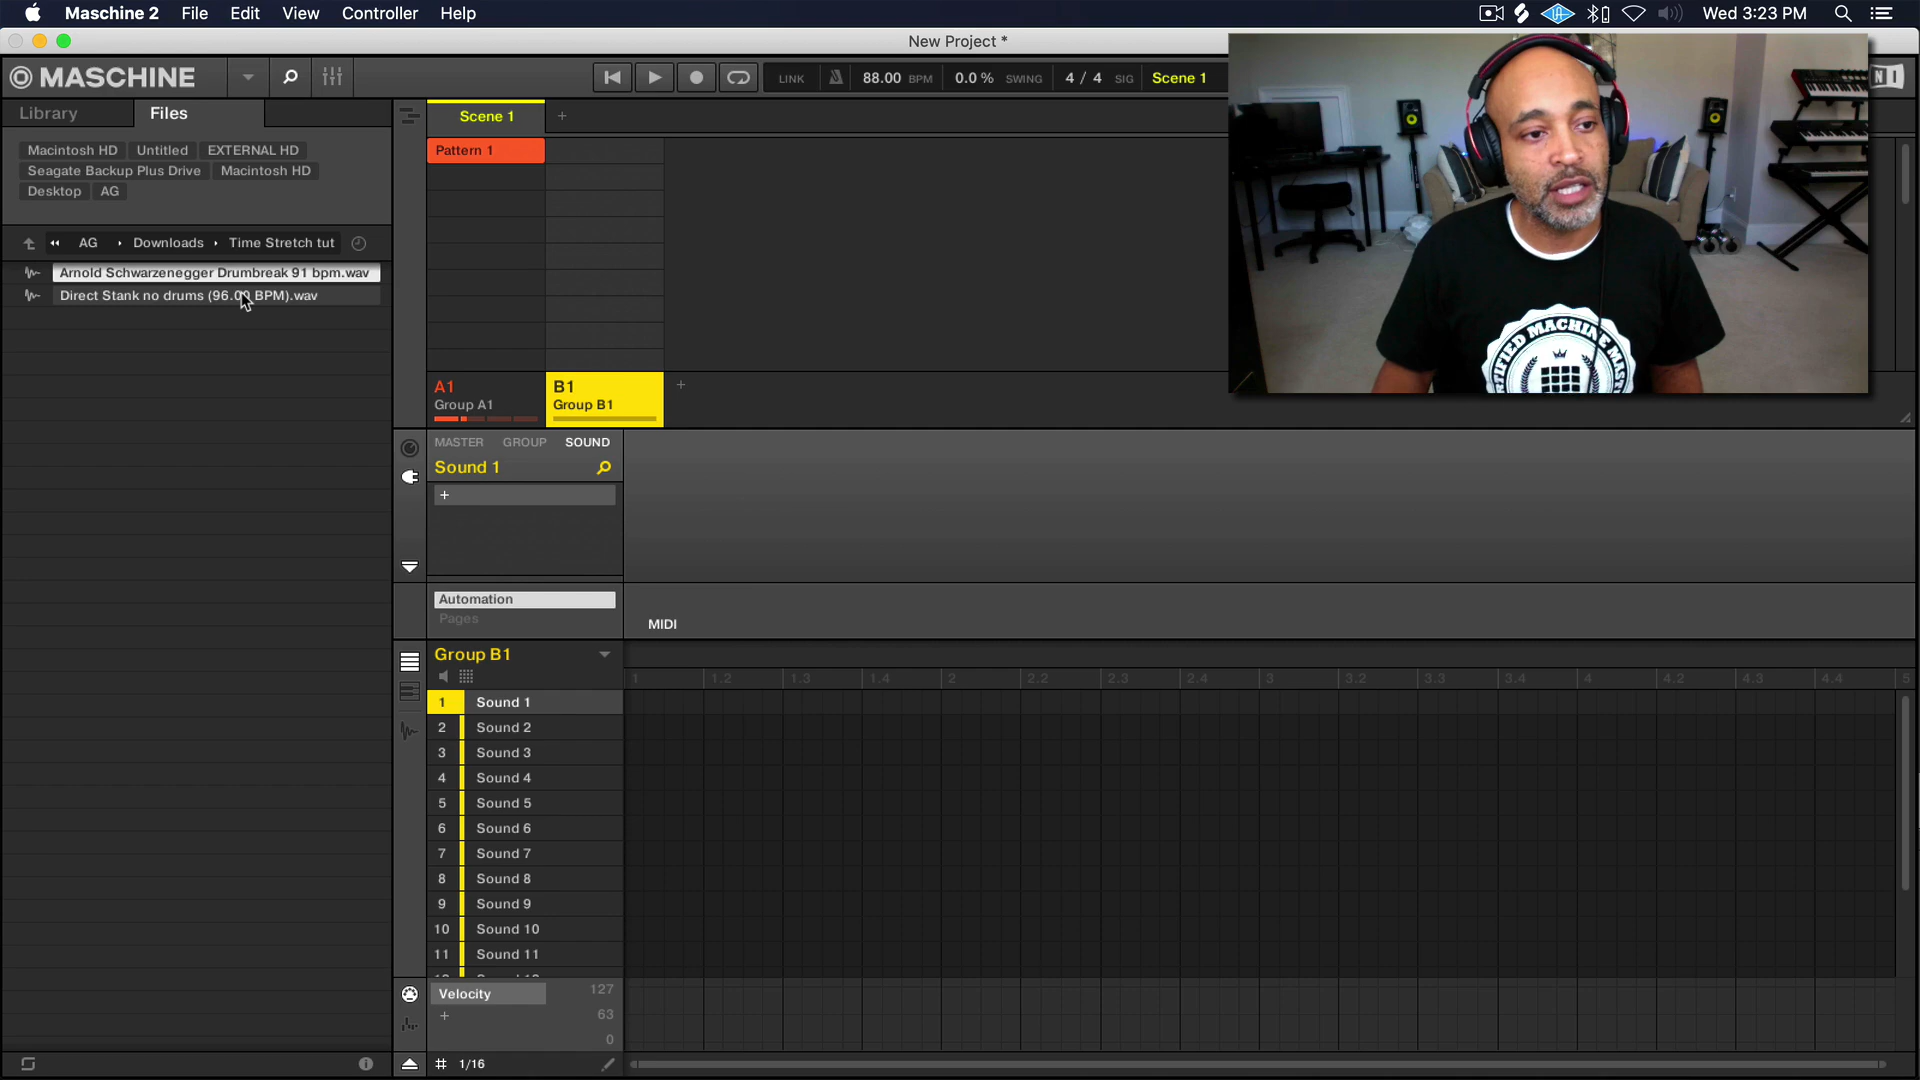 Maschine 2 File Edit View Controller Help Wed 3:23 PM
New Project *
MASCHINE LINK 88.00 BPM 0.0 % SWING 4 / 4 SIG Scene 1
Library Files
Macintosh HD Untitled EXTERNAL HD
Seagate Backup Plus Drive Macintosh HD
Desktop AG
AG Downloads Time Stretch tut
Arnold Schwarzenegger Drumbreak 91 bpm.wav
Direct Stank no drums (96.00 BPM).wav
Scene 1 +
Pattern 1
A1
Group A1
B1
Group B1
+
MASTER GROUP SOUND
Sound 1
+
Automation
Pages
MIDI
Group B1
1 1.2 1.3 1.4 2 2.2 2.3 2.4 3 3.2 3.3 3.4 4 4.2 4.3 4.4 5
1 Sound 1
2 Sound 2
3 Sound 3
4 Sound 4
5 Sound 5
6 Sound 6
7 Sound 7
8 Sound 8
9 Sound 9
10 Sound 10
11 Sound 11
Velocity 127
+ 63
0
1/16